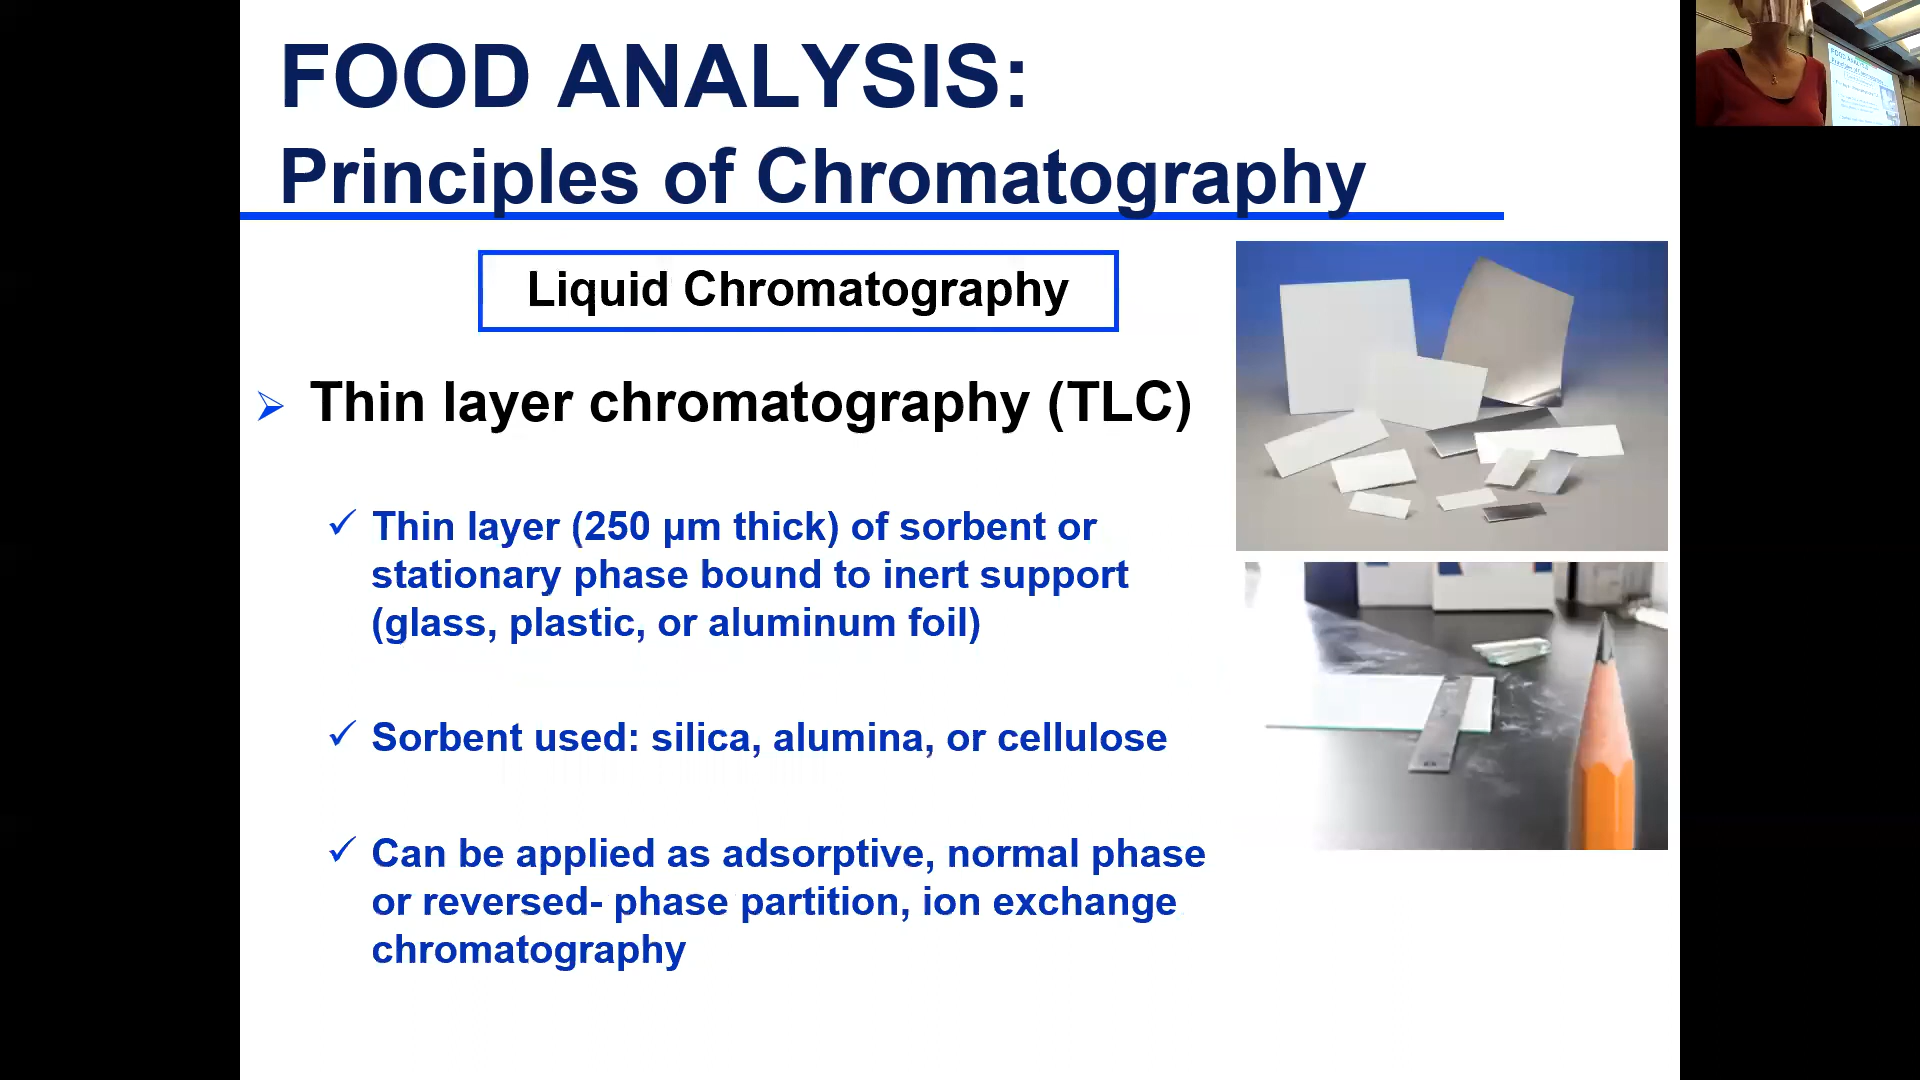 FOOD ANALYSIS:
Principles of Chromatography
Liquid Chromatography
Thin layer chromatography (TLC)
Thin layer (250 µm thick) of sorbent or
stationary phase bound to inert support
(glass, plastic, or aluminum foil)
Sorbent used: silica, alumina, or cellulose
Can be applied as adsorptive, normal phase
or reversed- phase partition, ion exchange
chromatography